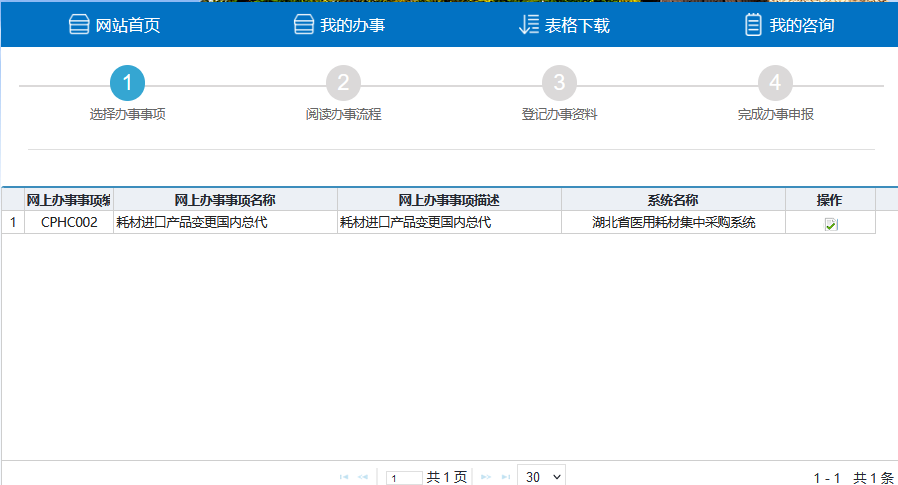 网站首页 我的办事 表格下载 我的咨询
1 2 3 4
选择办事事项 阅读办事流程 登记办事资料 完成办事申报
网上办事事项编 网上办事事项名称 网上办事事项描述 系统名称 操作
1 CPHC002 耗材进口产品变更国内总代 耗材进口产品变更国内总代 湖北省医用耗材集中采购系统
1 共 1 页 30 1 - 1 共 1 条